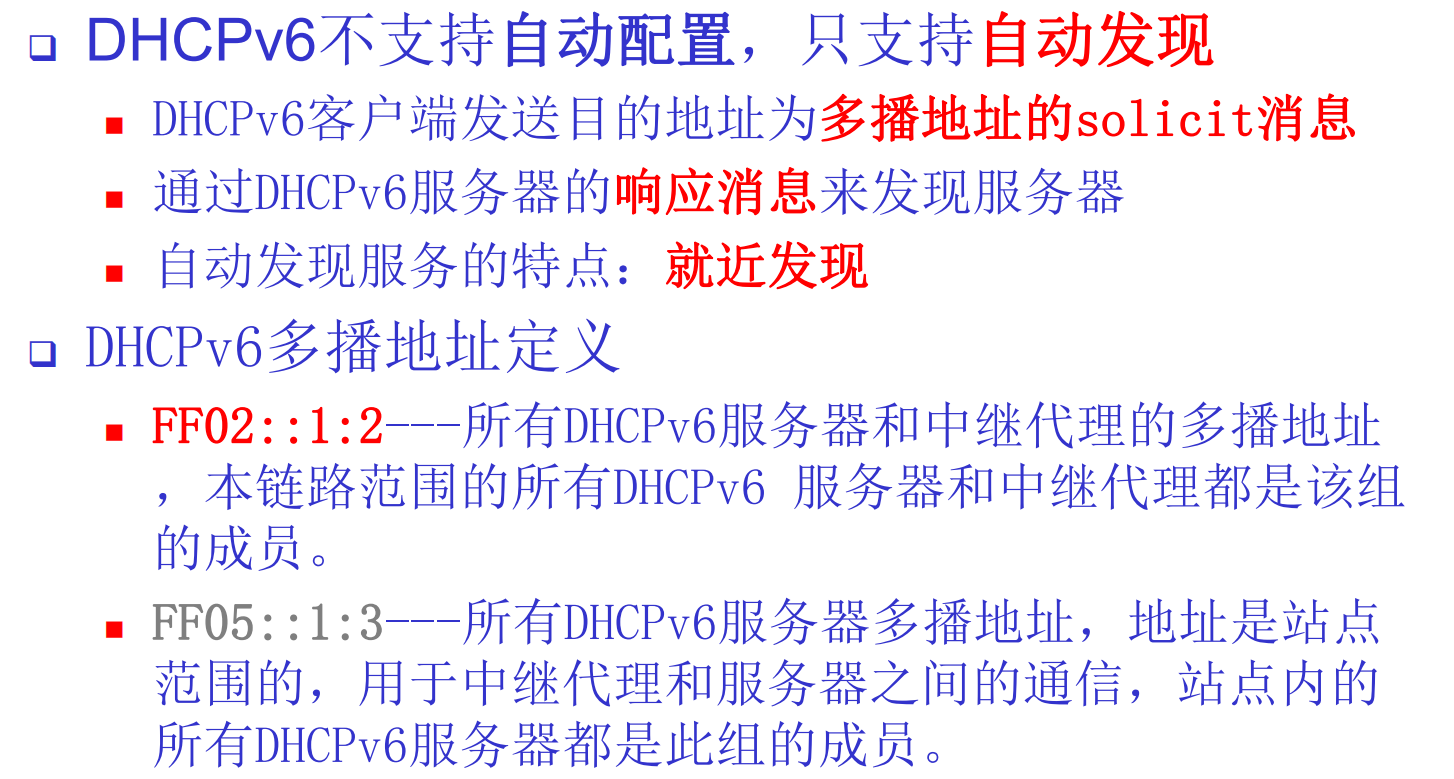 DHCPv6不支持自动配置，只支持自动发现
DHCPv6客户端发送目的地址为多播地址的solicit消息
通过DHCPv6服务器的响应消息来发现服务器
自动发现服务的特点：就近发现
DHCPv6多播地址定义
FF02::1:2---所有DHCPv6服务器和中继代理的多播地址
，本链路范围的所有DHCPv6 服务器和中继代理都是该组
的成员。
FF05::1:3---所有DHCPv6服务器多播地址，地址是站点
范围的，用于中继代理和服务器之间的通信，站点内的
所有DHCPv6服务器都是此组的成员。